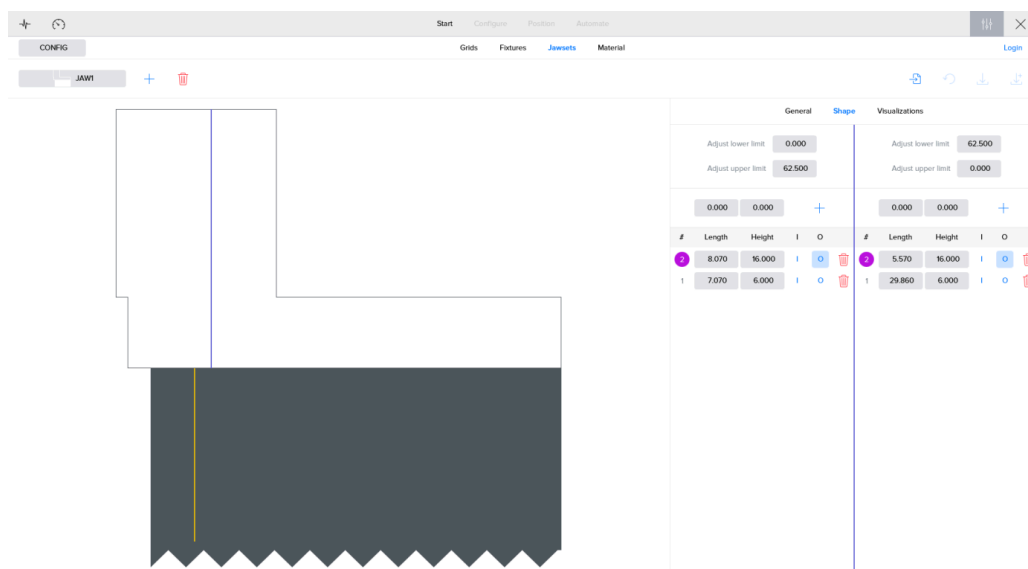 Start Configure Position Automate
CONFIG Grids Fixtures Jawsets Material Login
JAW1
General Shape Visualizations
Adjust lower limit 0.000 Adjust lower limit 62.500
Adjust upper limit 62.500 Adjust upper limit 0.000
0.000 0.000 0.000 0.000
# Length Height I O # Length Height I O
2 8.070 16.000 I O 2 5.570 16.000 I O
1 7.070 6.000 I O 1 29.860 6.000 I O